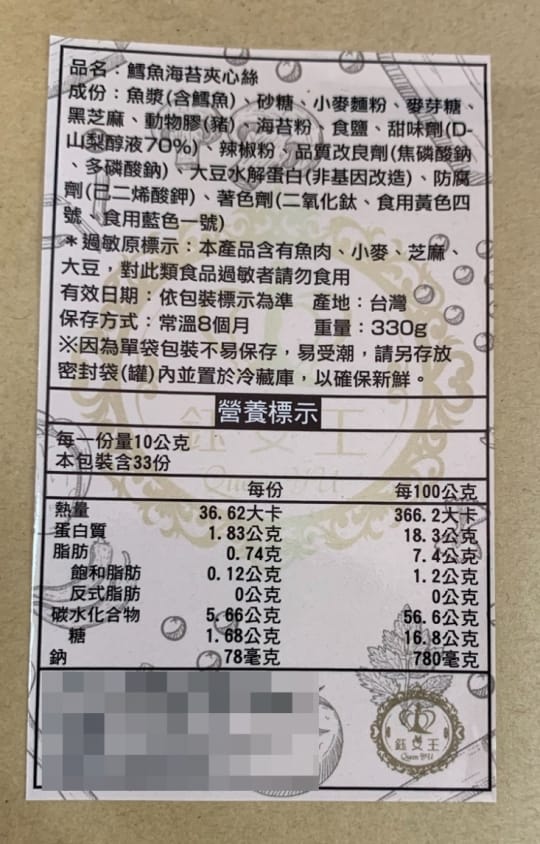 品名：鱈魚海苔夾心絲
成份：魚漿(含鱈魚)、砂糖、小麥麵粉、麥芽糖、
黑芝麻、動物膠(豬)、海苔粉、食鹽、甜味劑(D-
山梨醇液70%)、辣椒粉、品質改良劑(焦磷酸鈉
、多磷酸鈉)、大豆水解蛋白(非基因改造)、防腐
劑(己二烯酸鉀)、著色劑(二氧化鈦、食用黃色四
號、食用藍色一號)
＊過敏原標示：本產品含有魚肉、小麥、芝麻、
大豆，對此類食品過敏者請勿食用
有效日期：依包裝標示為準 產地：台灣
保存方式：常溫8個月 重量：330g
※因為單袋包裝不易保存，易受潮，請另存放
密封袋(罐)內並置於冷藏庫，以確保新鮮。
營養標示
每一份量10公克
本包裝含33份
每份 每100公克
熱量 36.62大卡 366.2大卡
蛋白質 1.83公克 18.3公克
脂肪 0.74克 7.4公克
飽和脂肪 0.12公克 1.2公克
反式脂肪 0公克 0公克
碳水化合物 5.66公克 56.6公克
糖 1.68公克 16.8公克
鈉 78毫克 780毫克
鈺女王
Queen YU